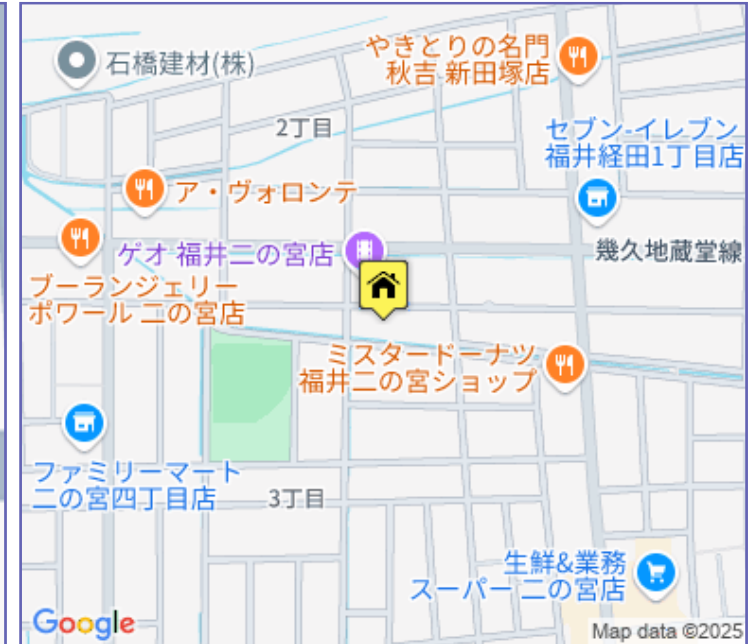 石橋建材(株)
やきとりの名門
秋吉 新田塚店
2丁目
セブン-イレブン
福井経田1丁目店
ア・ヴォロンテ
ゲオ 福井二の宮店
幾久地蔵堂線
ブーランジェリー
ポワール 二の宮店
ミスタードーナツ
福井二の宮ショップ
ファミリーマート
二の宮四丁目店
3丁目
生鮮&業務
スーパー 二の宮店
Google
Map data ©2025